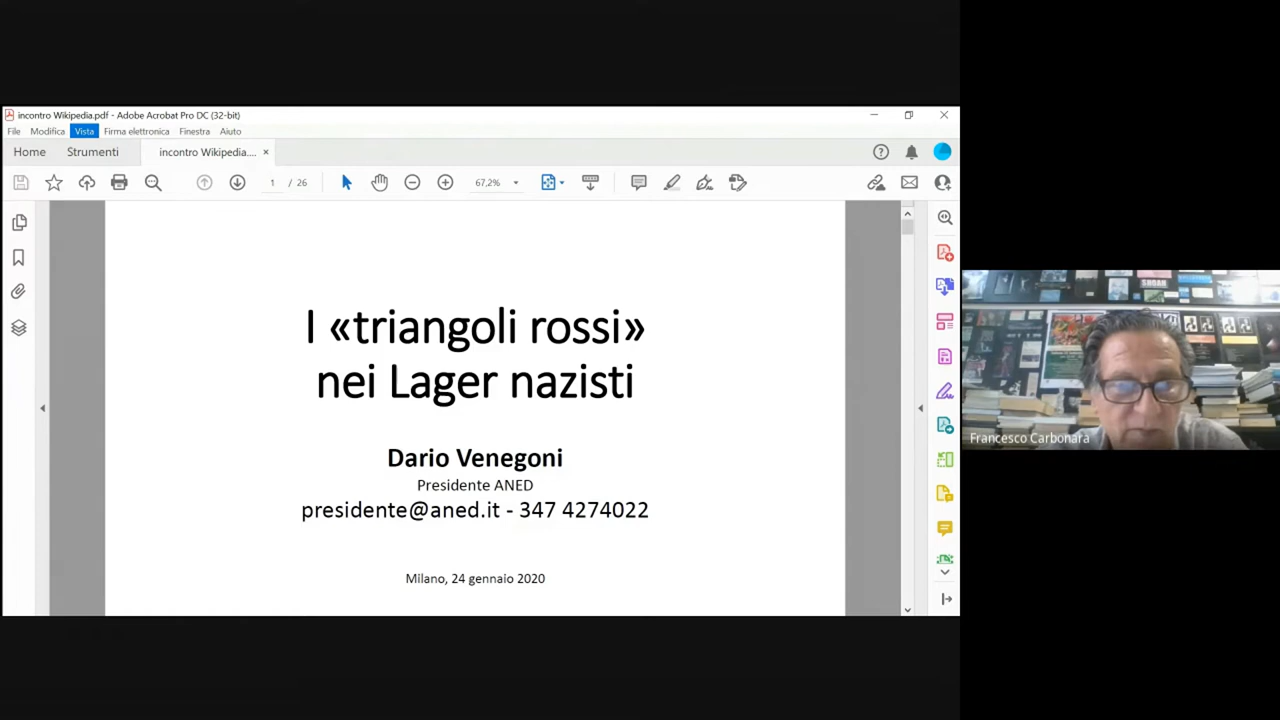 incontro Wikipedia.pdf - Adobe Acrobat Pro DC (32-bit)
File Modifica Vista Firma elettronica Finestra Aiuto
Home Strumenti incontro Wikipedia.... ×
1 / 26 67,2%
I «triangoli rossi»
nei Lager nazisti
Dario Venegoni
Presidente ANED
presidente@aned.it - 347 4274022
Milano, 24 gennaio 2020
SHOAH
Francesco Carbonara